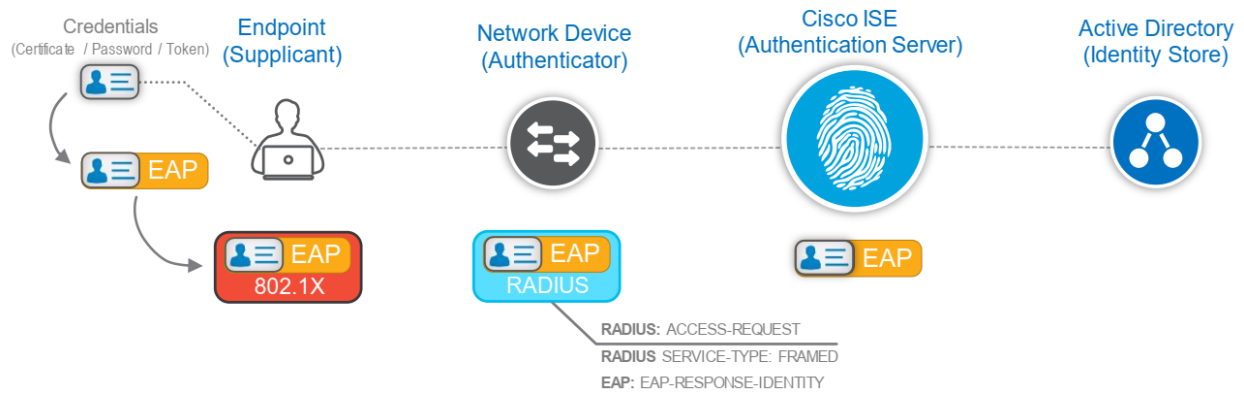 Credentials
(Certificate / Password / Token)
Endpoint
(Supplicant)
Network Device
(Authenticator)
Cisco ISE
(Authentication Server)
Active Directory
(Identity Store)
EAP
EAP
802.1X
EAP
RADIUS
EAP
RADIUS: ACCESS-REQUEST
RADIUS SERVICE-TYPE: FRAMED
EAP: EAP-RESPONSE-IDENTITY